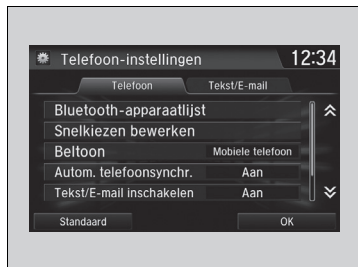 Telefoon-instellingen 12:34
Telefoon Tekst/E-mail
Bluetooth-apparaatlijst
Snelkiezen bewerken
Beltoon Mobiele telefoon
Autom. telefoonsynchr. Aan
Tekst/E-mail inschakelen Aan
Standaard OK